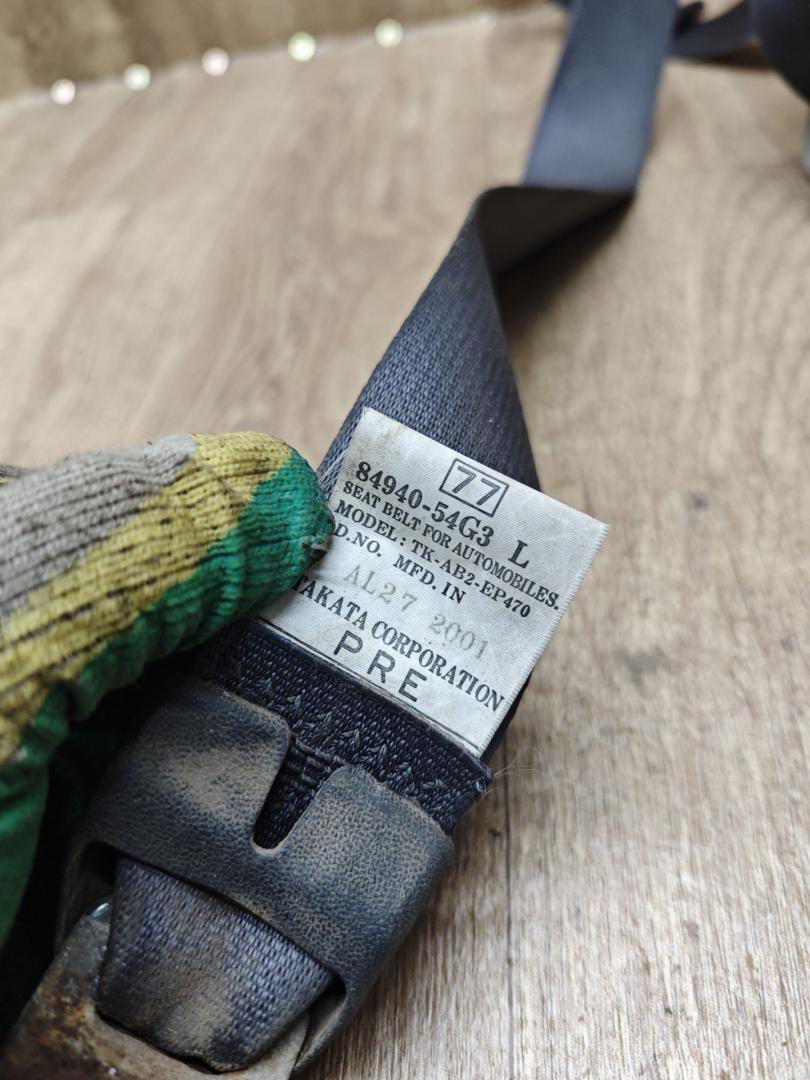 77
84940-54G3 L
SEAT BELT FOR AUTOMOBILES.
MODEL: TK-AB2-EP470
D.NO. MFD. IN
AL27 2001
TAKATA CORPORATION
PRE